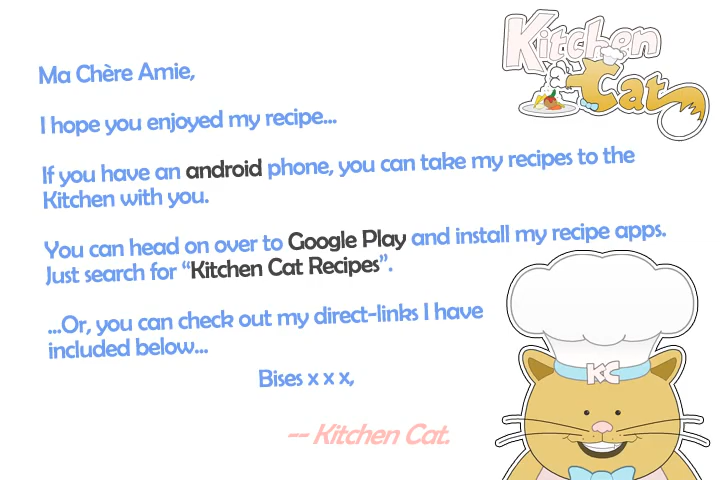 Kitchen
Cat
Ma Chère Amie,
I hope you enjoyed my recipe...
If you have an android phone, you can take my recipes to the
Kitchen with you.
You can head on over to Google Play and install my recipe apps.
Just search for “Kitchen Cat Recipes”.
...Or, you can check out my direct-links I have
included below...
Bises x x x,
-- Kitchen Cat.
KC